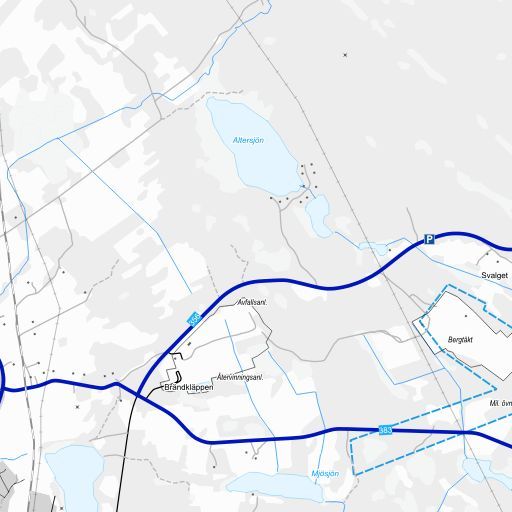 Altersjön
P
Svalget
Avfallsanl.
Bergtäkt
Återvinningsanl.
Brandkläppen
Mil. övn
383
Mjösjön